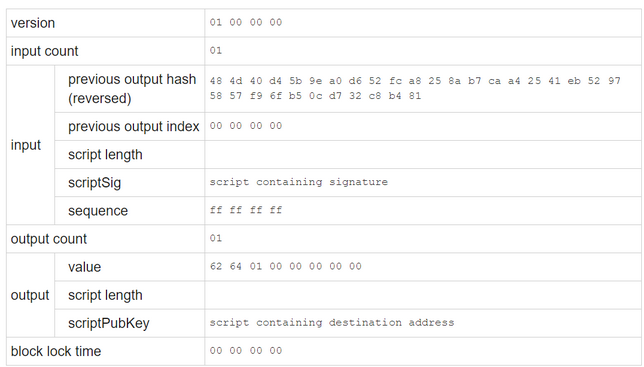 version 01 00 00 00
input count 01
input
previous output hash (reversed)
48 4d 40 d4 5b 9e a0 d6 52 fc a8 25 8a b7 ca a4 25 41 eb 52 97
58 57 f9 6f b5 0c d7 32 c8 b4 81
previous output index 00 00 00 00
script length
scriptSig script containing signature
sequence ff ff ff ff
output count 01
output
value 62 64 01 00 00 00 00 00
script length
scriptPubKey script containing destination address
block lock time 00 00 00 00